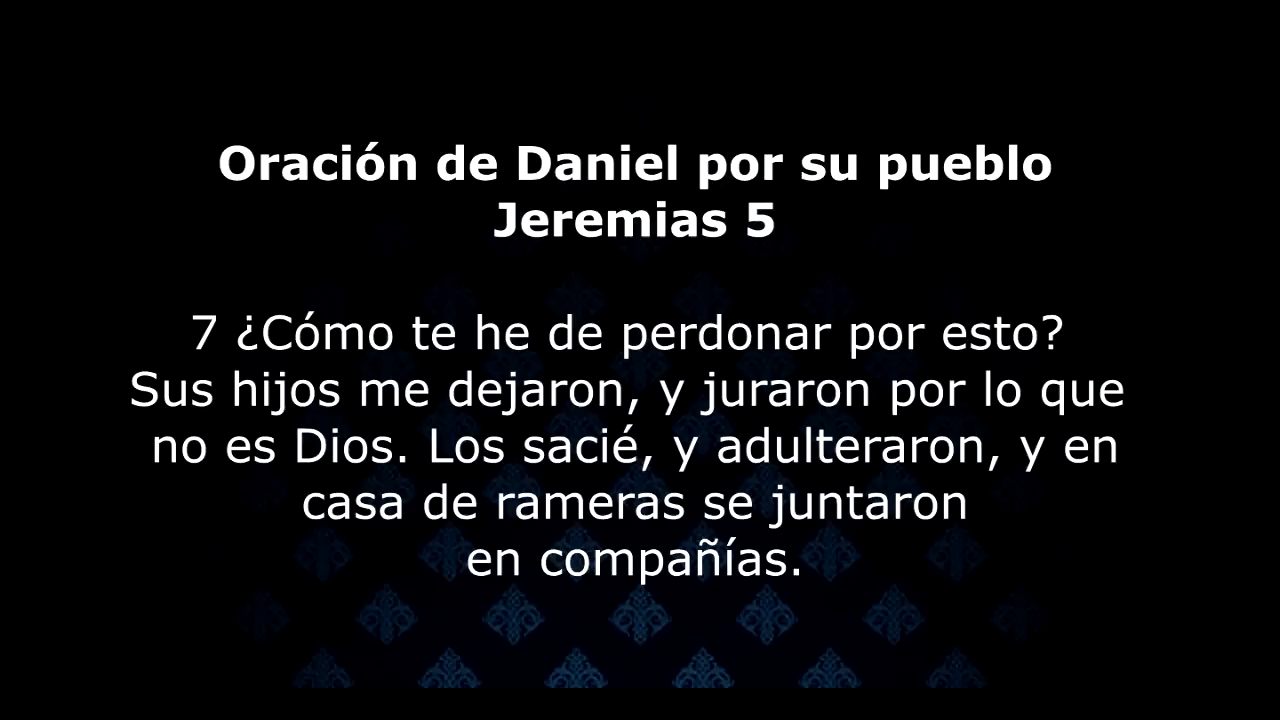 Oración de Daniel por su pueblo
Jeremias 5
7 ¿Cómo te he de perdonar por esto?
Sus hijos me dejaron, y juraron por lo que
no es Dios. Los sacié, y adulteraron, y en
casa de rameras se juntaron
en compañías.